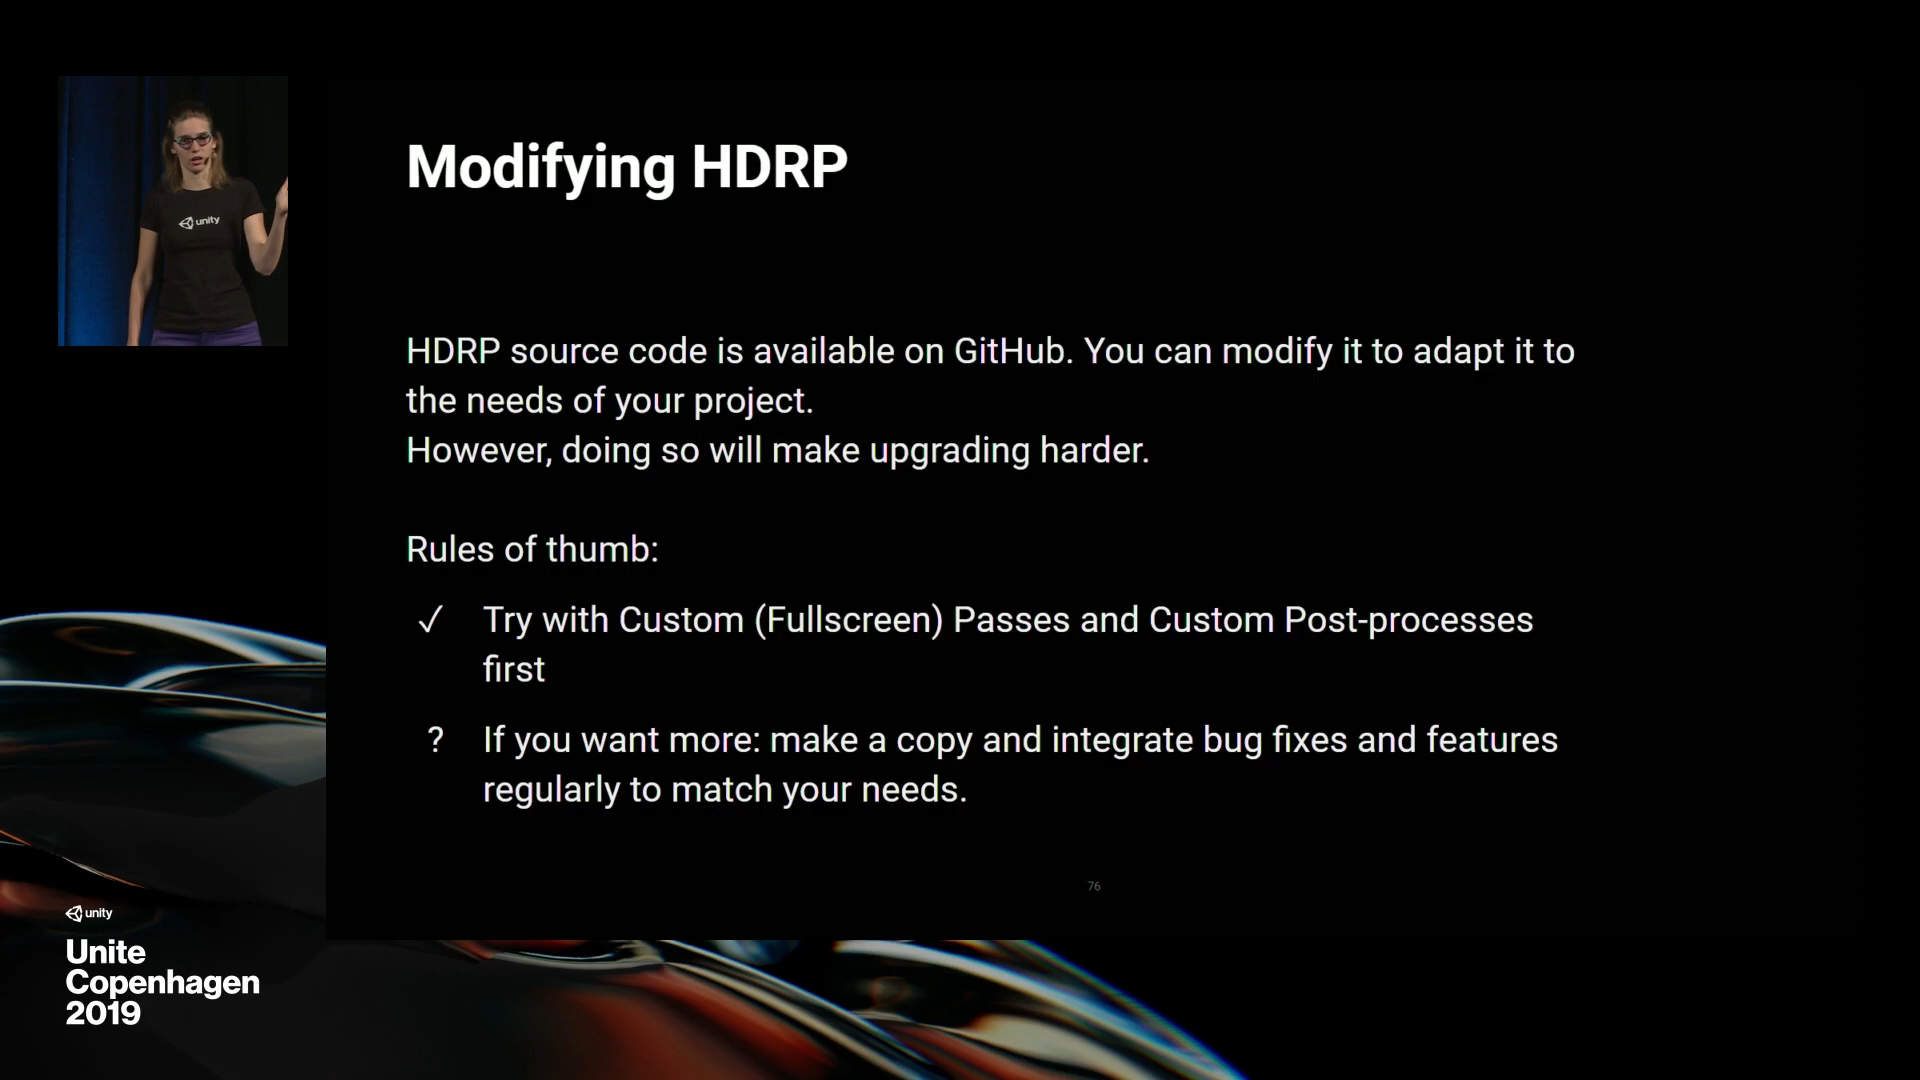 unity
Modifying HDRP
HDRP source code is available on GitHub. You can modify it to adapt it to
the needs of your project.
However, doing so will make upgrading harder.
Rules of thumb:
✓ Try with Custom (Fullscreen) Passes and Custom Post-processes
first
? If you want more: make a copy and integrate bug fixes and features
regularly to match your needs.
76
unity
Unite
Copenhagen
2019